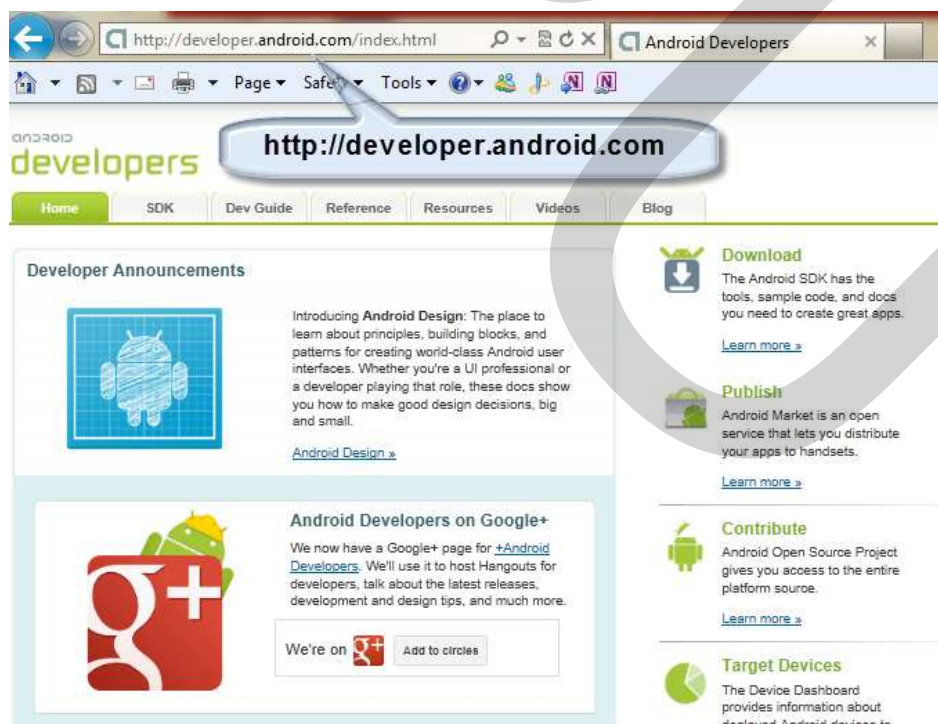 http://developer.android.com/index.html
Android Developers
Page Safety Tools
http://developer.android.com
android
developers
Home SDK Dev Guide Reference Resources Videos Blog
Developer Announcements
Introducing Android Design: The place to
learn about principles, building blocks, and
patterns for creating world-class Android user
interfaces. Whether you're a UI professional or
a developer playing that role, these docs show
you how to make good design decisions, big
and small.
Android Design »
Android Developers on Google+
We now have a Google+ page for +Android
Developers. We'll use it to host Hangouts for
developers, talk about the latest releases,
development and design tips, and much more.
g+
We're on g+ Add to circles
Download
The Android SDK has the
tools, sample code, and docs
you need to create great apps.
Learn more »
Publish
Android Market is an open
service that lets you distribute
your apps to handsets.
Learn more »
Contribute
Android Open Source Project
gives you access to the entire
platform source.
Learn more »
Target Devices
The Device Dashboard
provides information about
deployed Android devices to